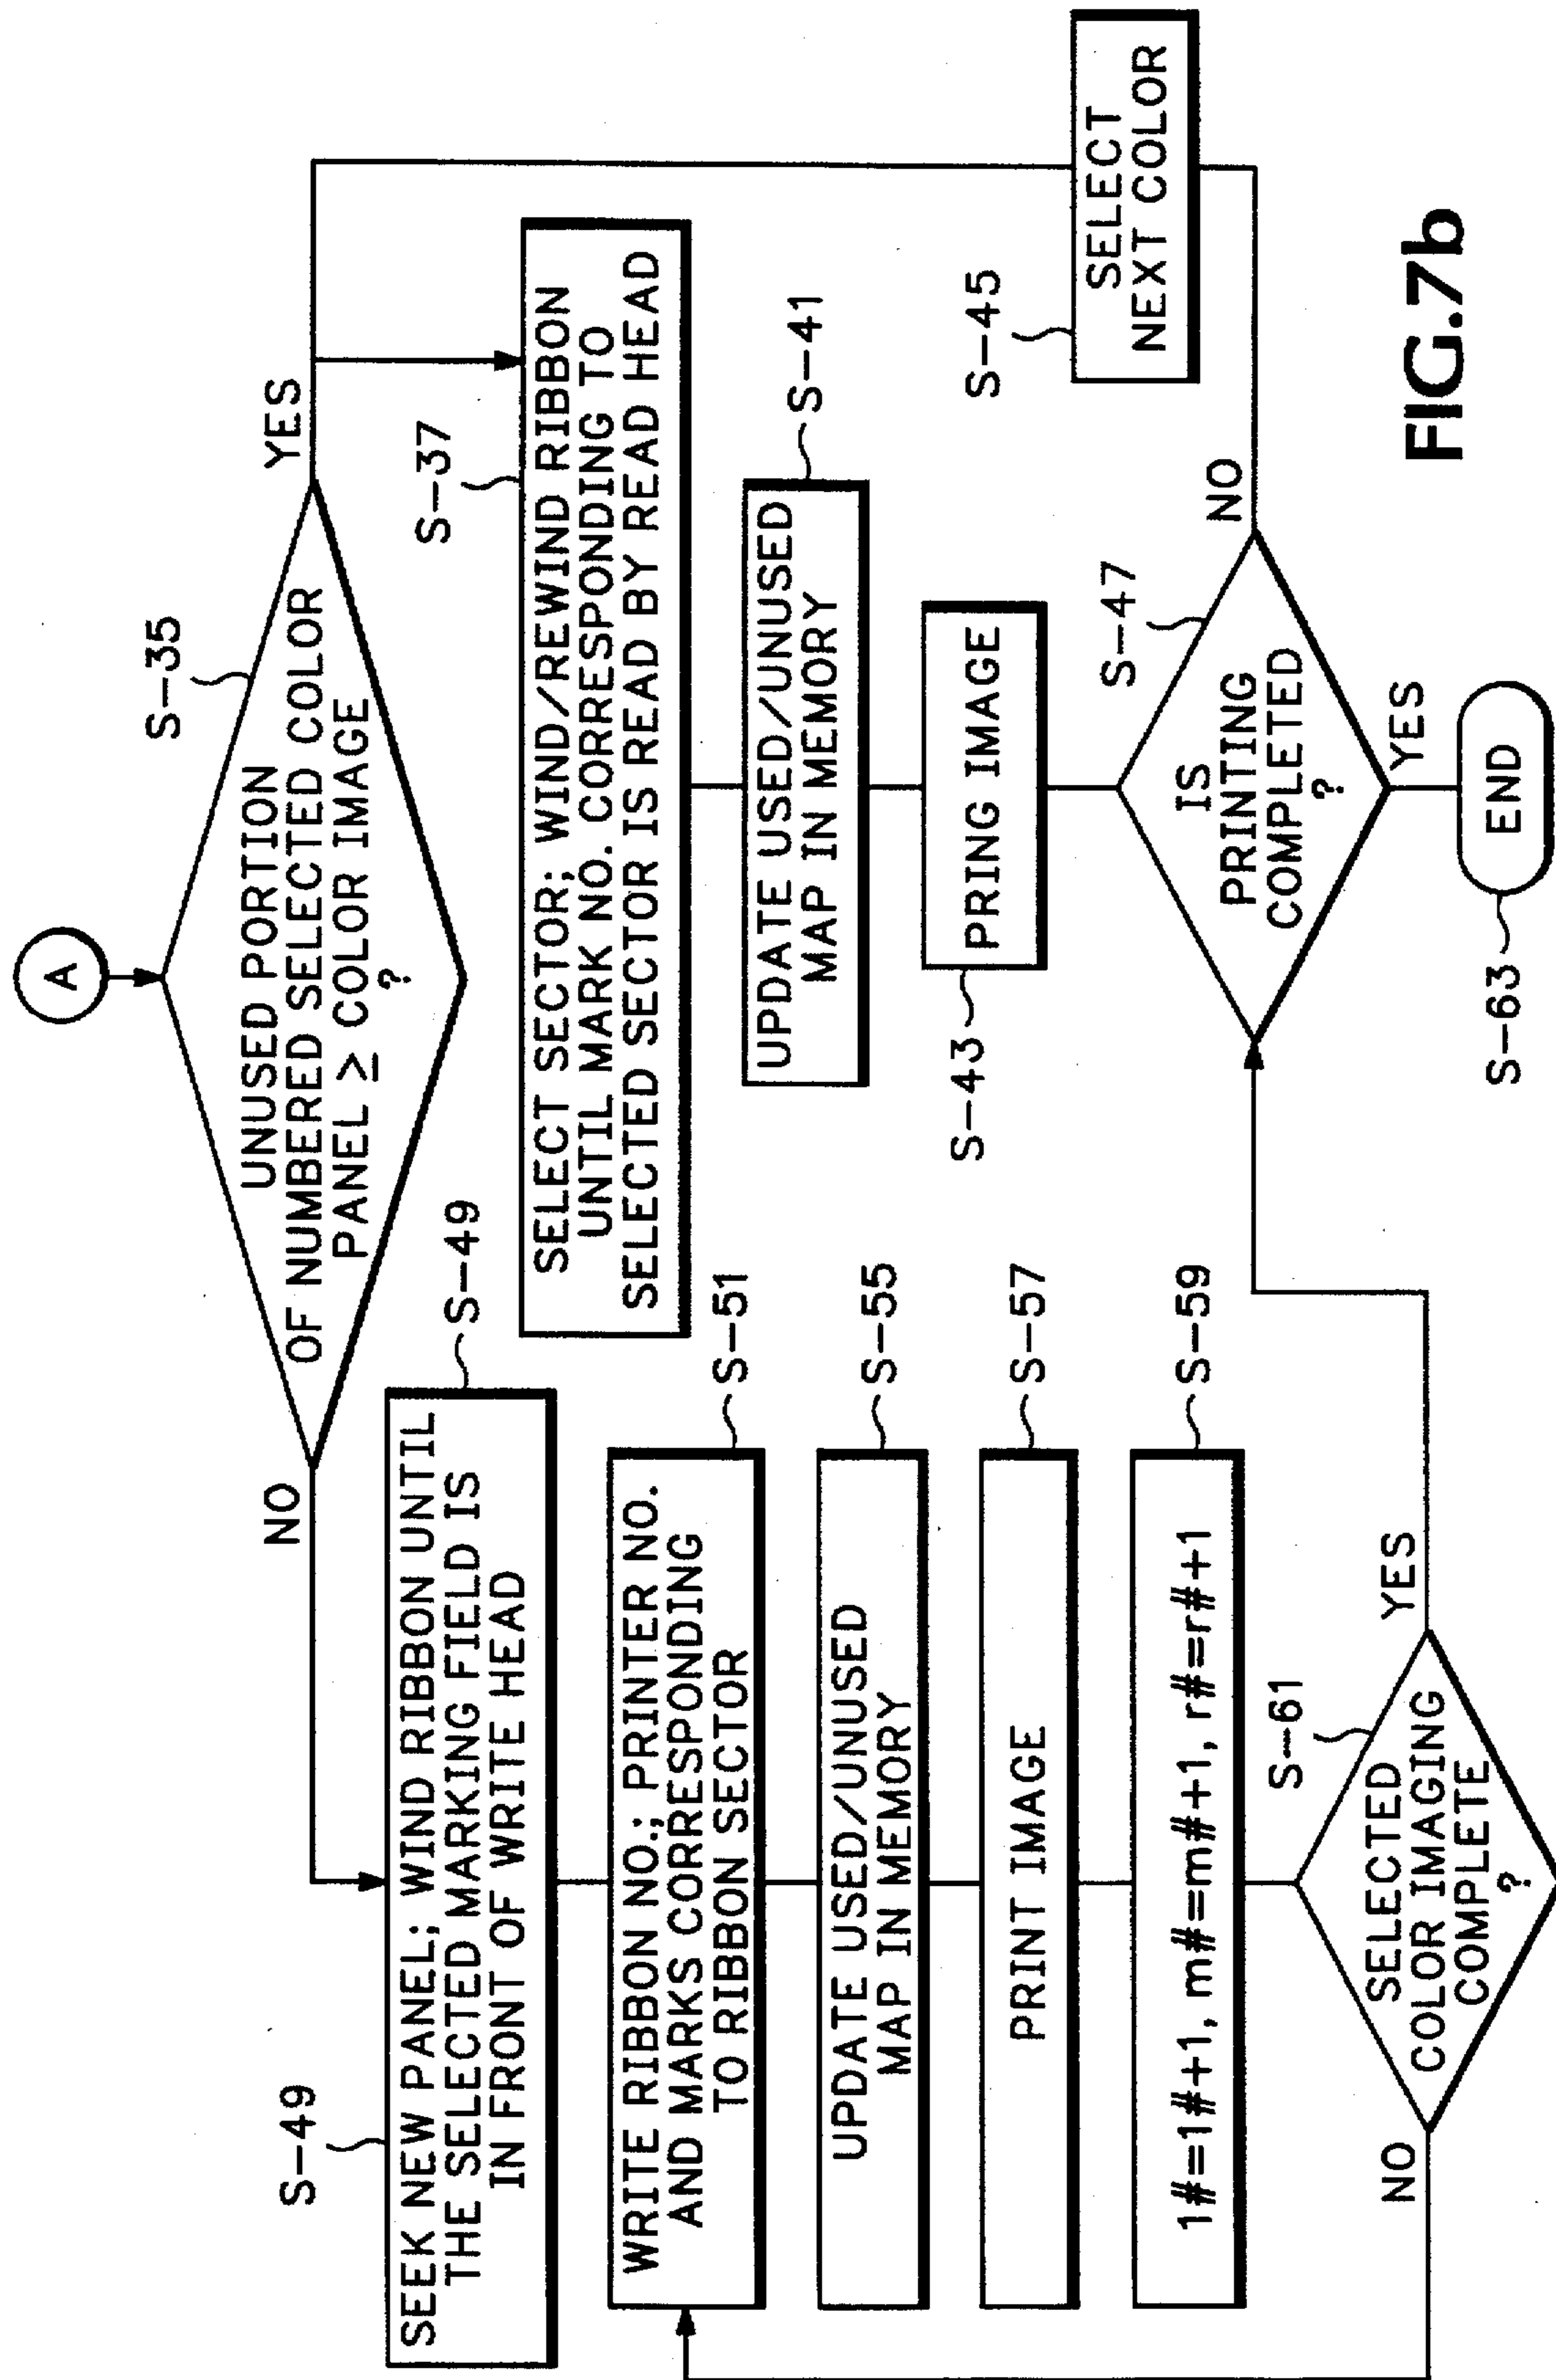 A
S-35
UNUSED PORTION
OF NUMBERED SELECTED COLOR
PANEL ≥ COLOR IMAGE
?
NO
YES
S-49
S-49
SEEK NEW PANEL; WIND RIBBON UNTIL
THE SELECTED MARKING FIELD IS
IN FRONT OF WRITE HEAD
S-51
WRITE RIBBON NO.; PRINTER NO.
AND MARKS CORRESPONDING
TO RIBBON SECTOR
S-55
UPDATE USED/UNUSED
MAP IN MEMORY
S-57
PRINT IMAGE
S-59
1#=1#+1, m#=m#+1, r#=r#+1
S-61
SELECTED
COLOR IMAGING
COMPLETE
?
NO
YES
S-37
SELECT SECTOR; WIND/REWIND RIBBON
UNTIL MARK NO. CORRESPONDING TO
SELECTED SECTOR IS READ BY READ HEAD
S-41
UPDATE USED/UNUSED
MAP IN MEMORY
S-43
PRING IMAGE
S-47
IS
PRINTING
COMPLETED
?
NO
YES
S-45
SELECT
NEXT COLOR
S-63
END
FIG.7b